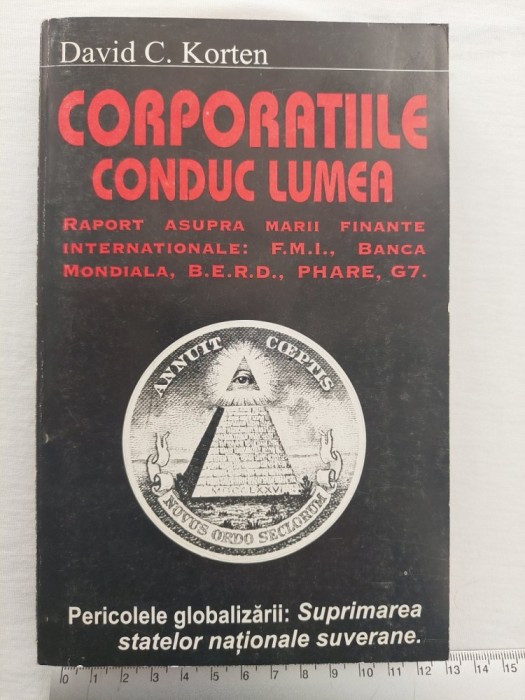 David C. Korten
CORPORATIILE
CONDUC LUMEA
RAPORT ASUPRA MARII FINANTE
INTERNATIONALE: F.M.I., BANCA
MONDIALA, B.E.R.D., PHARE, G7.
ANNUIT CŒPTIS
MDCCLXXVI
NOVUS ORDO SECLORUM
Pericolele globalizării: Suprimarea
statelor naționale suverane.
0 1 2 3 4 5 6 7 8 9 10 11 12 13 14 15